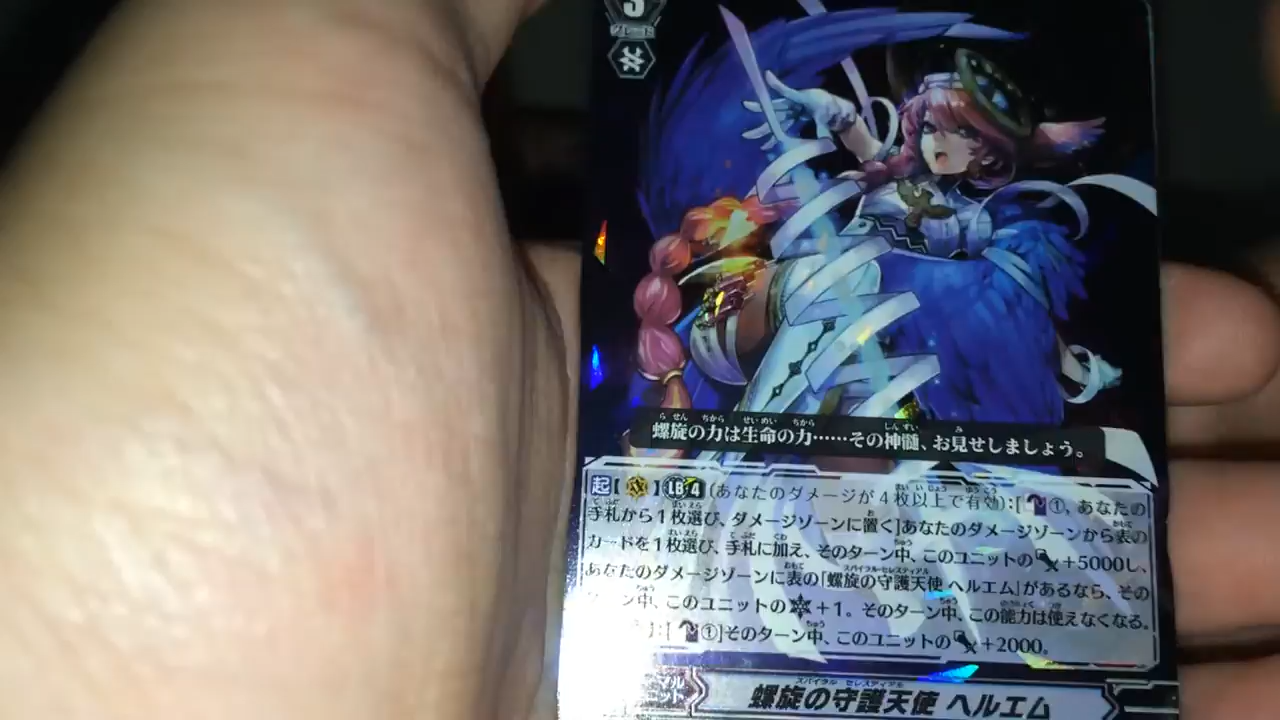 3
グレード
螺旋の力は生命の力……その神髄、お見せしましょう。
起【 】LB4(あなたのダメージが4枚以上で有効):[①, あなたの
手札から1枚選び、ダメージゾーンに置く]あなたのダメージゾーンから表の
カードを1枚選び、手札に加え、そのターン中、このユニットの+5000し、
あなたのダメージゾーンに表の「螺旋の守護天使 ヘルエム」があるなら、その
ーン中、このユニットの+1。そのターン中、この能力は使えなくなる。
:[①]そのターン中、このユニットの+2000。
マル
ニット
スパイラル セレスティアル
螺旋の守護天使 ヘルエム